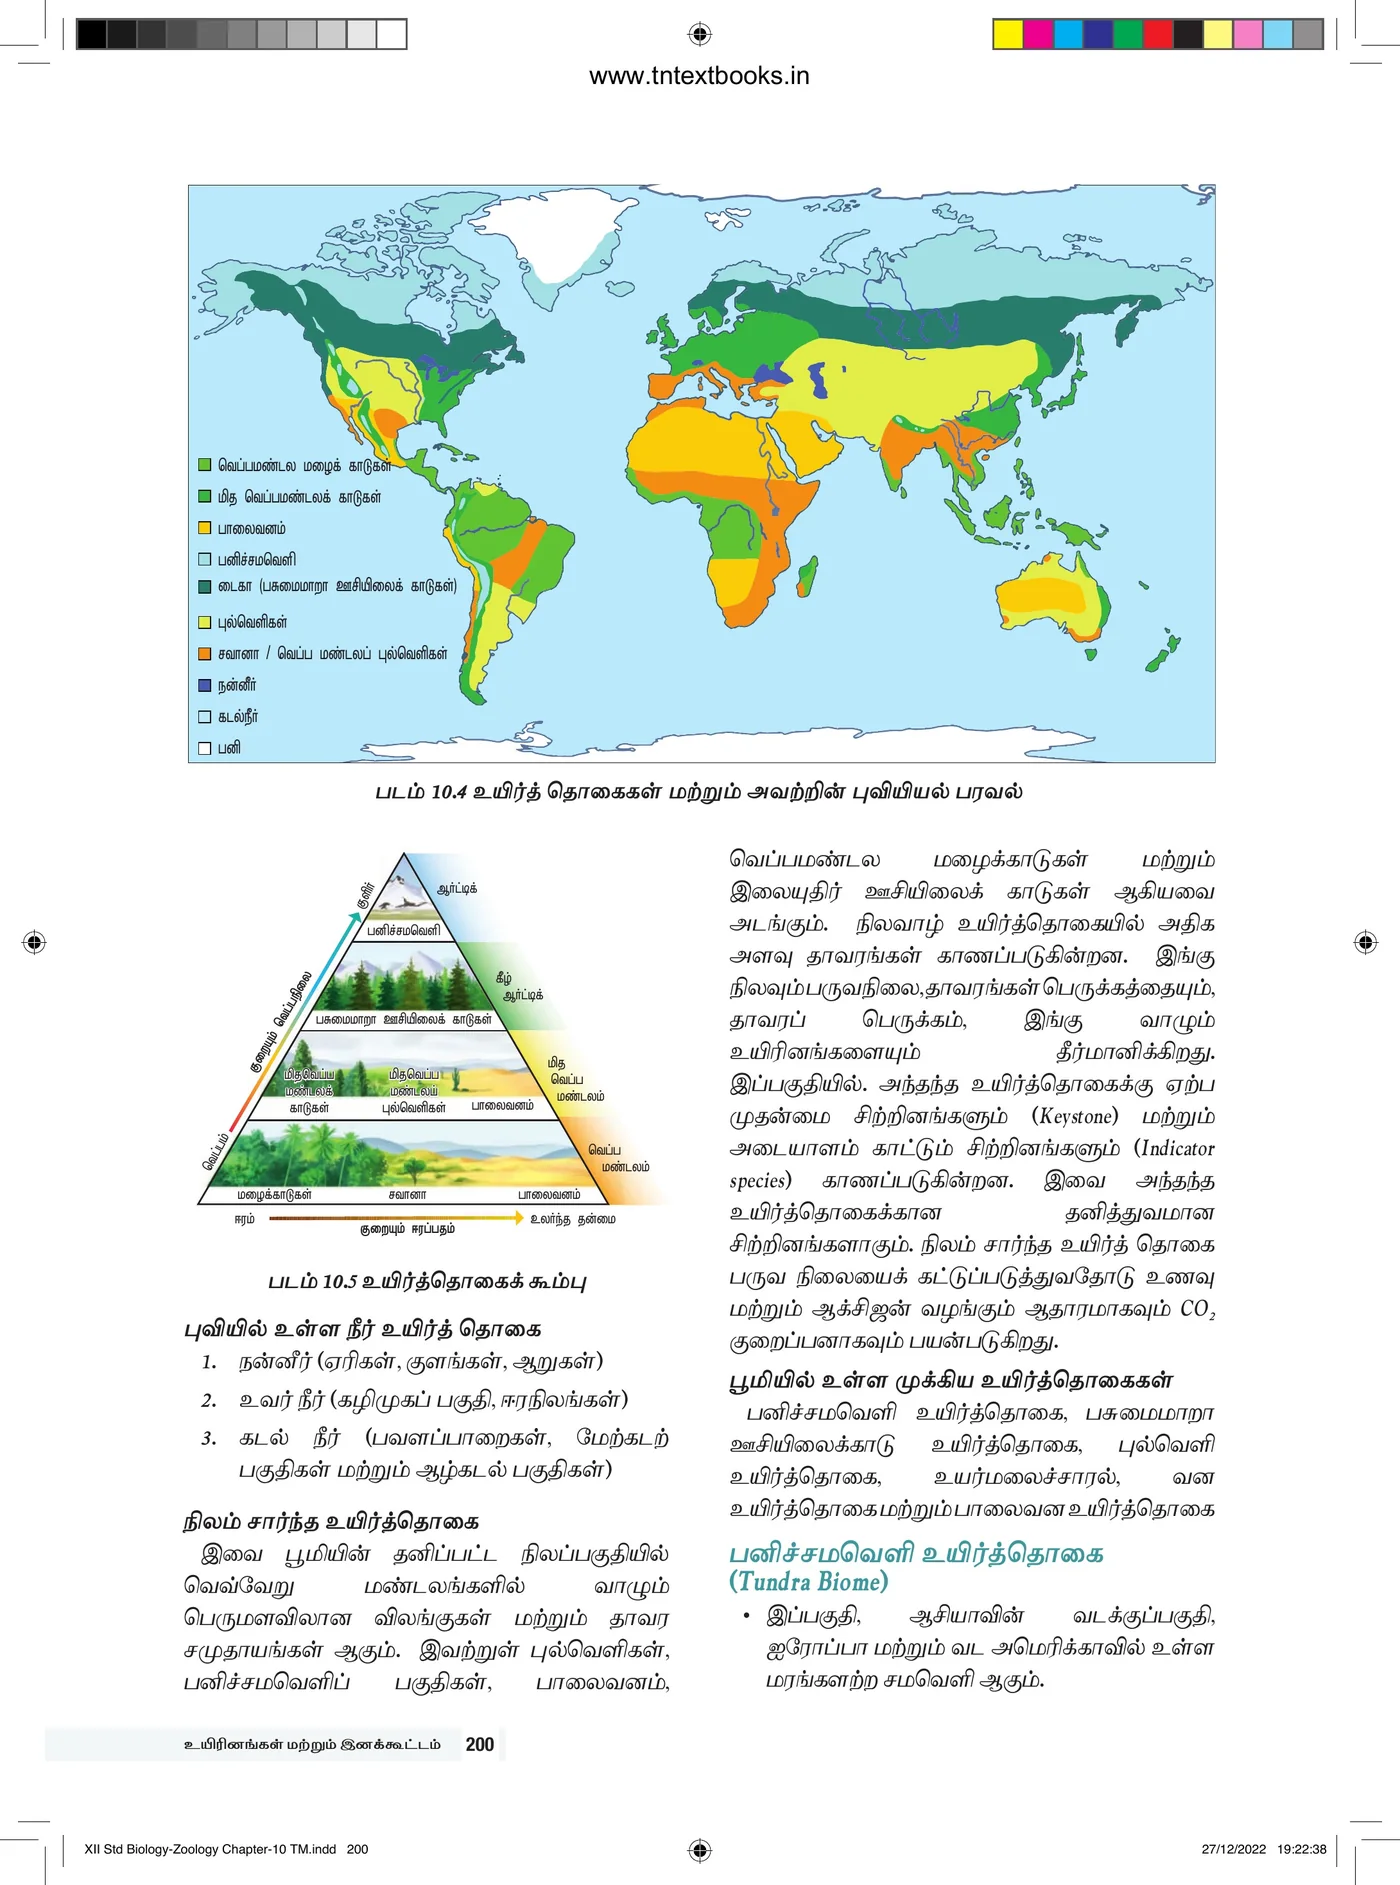 www.tntextbooks.in
வெப்பமண்டல மழைக் காடுகள்
மித வெப்பமண்டலக் காடுகள்
பாலைவனம்
பனிச்சமவெளி
டைகா (பசுமைமாறா ஊசியிலைக் காடுகள்)
புல்வெளிகள்
சவானா / வெப்ப மண்டலப் புல்வெளிகள்
நன்னீர்
கடல்நீர்
பனி
படம் 10.4 உயிர்த் தொகைகள் மற்றும் அவற்றின் புவியியல் பரவல்
ஆர்ட்டிக்
குளிர்
பனிச்சமவெளி
கீழ்
ஆர்ட்டிக்
குறையும் வெப்பநிலை
பசுமைமாறா ஊசியிலைக் காடுகள்
மித
வெப்ப
மண்டலம்
மிதவெப்ப
மண்டலக்
காடுகள்
மிதவெப்ப
மண்டலப்
புல்வெளிகள்
பாலைவனம்
வெப்பம்
வெப்ப
மண்டலம்
மழைக்காடுகள்
சவானா
பாலைவனம்
ஈரம்
உலர்ந்த தன்மை
குறையும் ஈரப்பதம்
படம் 10.5 உயிர்த்தொகைக் கூம்பு
புவியில் உள்ள நீர் உயிர்த் தொகை
1. நன்னீர் (ஏரிகள், குளங்கள், ஆறுகள்)
2. உவர் நீர் (கழிமுகப் பகுதி, ஈரநிலங்கள்)
3. கடல் நீர் (பவளப்பாறைகள், மேற்கடற்
பகுதிகள் மற்றும் ஆழ்கடல் பகுதிகள்)
நிலம் சார்ந்த உயிர்த்தொகை
இவை பூமியின் தனிப்பட்ட நிலப்பகுதியில்
வெவ்வேறு மண்டலங்களில் வாழும்
பெருமளவிலான விலங்குகள் மற்றும் தாவர
சமுதாயங்கள் ஆகும். இவற்றுள் புல்வெளிகள்,
பனிச்சமவெளிப் பகுதிகள், பாலைவனம்,
வெப்பமண்டல மழைக்காடுகள் மற்றும்
இலையுதிர் ஊசியிலைக் காடுகள் ஆகியவை
அடங்கும். நிலவாழ் உயிர்த்தொகையில் அதிக
அளவு தாவரங்கள் காணப்படுகின்றன. இங்கு
நிலவும் பருவநிலை, தாவரங்கள் பெருக்கத்தையும்,
தாவரப் பெருக்கம், இங்கு வாழும்
உயிரினங்களையும் தீர்மானிக்கிறது.
இப்பகுதியில். அந்தந்த உயிர்த்தொகைக்கு ஏற்ப
முதன்மை சிற்றினங்களும் (Keystone) மற்றும்
அடையாளம் காட்டும் சிற்றினங்களும் (Indicator
species) காணப்படுகின்றன. இவை அந்தந்த
உயிர்த்தொகைக்கான தனித்துவமான
சிற்றினங்களாகும். நிலம் சார்ந்த உயிர்த் தொகை
பருவ நிலையைக் கட்டுப்படுத்துவதோடு உணவு
மற்றும் ஆக்சிஜன் வழங்கும் ஆதாரமாகவும் CO₂
குறைப்பனாகவும் பயன்படுகிறது.
பூமியில் உள்ள முக்கிய உயிர்த்தொகைகள்
பனிச்சமவெளி உயிர்த்தொகை, பசுமைமாறா
ஊசியிலைக்காடு உயிர்த்தொகை, புல்வெளி
உயிர்த்தொகை, உயர்மலைச்சாரல், வன
உயிர்த்தொகை மற்றும் பாலைவன உயிர்த்தொகை
பனிச்சமவெளி உயிர்த்தொகை
(Tundra Biome)
• இப்பகுதி, ஆசியாவின் வடக்குப்பகுதி,
ஐரோப்பா மற்றும் வட அமெரிக்காவில் உள்ள
மரங்களற்ற சமவெளி ஆகும்.
உயிரினங்கள் மற்றும் இனக்கூட்டம் 200
XII Std Biology-Zoology Chapter-10 TM.indd 200
27/12/2022 19:22:38